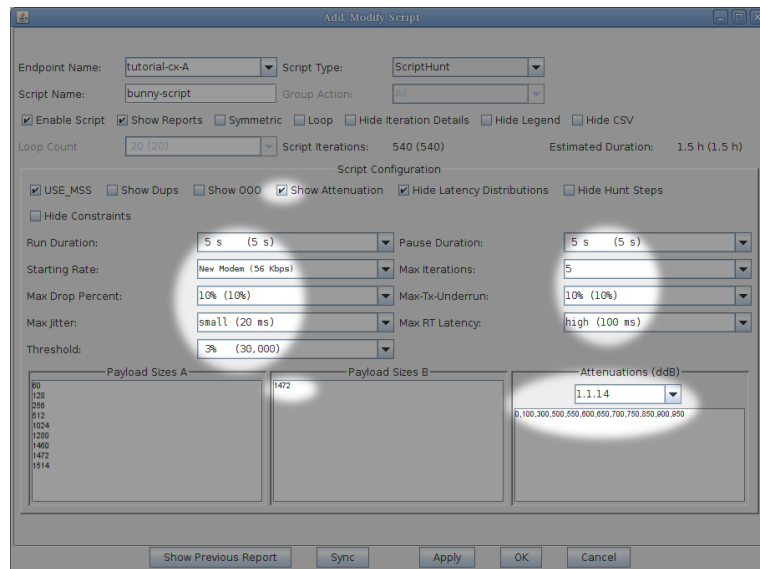 Add/Modify Script
Endpoint Name: tutorial-cx-A Script Type: ScriptHunt
Script Name: bunny-script Group Action: All
Enable Script Show Reports Symmetric Loop Hide Iteration Details Hide Legend Hide CSV
Loop Count 20 (20) Script Iterations: 540 (540) Estimated Duration: 1.5 h (1.5 h)
Script Configuration
USE_MSS Show Dups Show OOO Show Attenuation Hide Latency Distributions Hide Hunt Steps
Hide Constraints
Run Duration: 5 s (5 s) Pause Duration: 5 s (5 s)
Starting Rate: New Modem (56 Kbps) Max Iterations: 5
Max Drop Percent: 10% (10%) Max-Tx-Underrun: 10% (10%)
Max Jitter: small (20 ms) Max RT Latency: high (100 ms)
Threshold: 3% (30,000)
Payload Sizes A Payload Sizes B Attenuations (ddB)
60
128
256
512
1024
1280
1460
1472
1514
1472
1.1.14
0,100,300,500,550,600,650,700,750,850,900,950
Show Previous Report Sync Apply OK Cancel